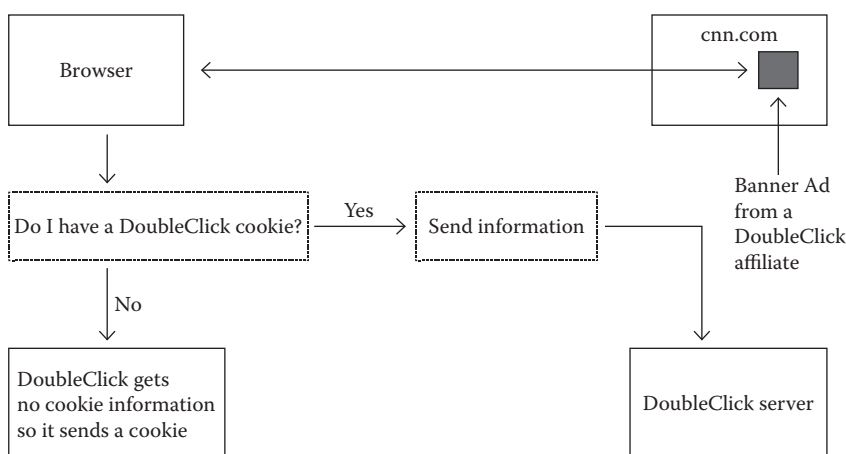 cnn.com
Browser
Banner Ad
from a
DoubleClick
affiliate
Do I have a DoubleClick cookie?
Yes
Send information
No
DoubleClick gets
no cookie information
so it sends a cookie
DoubleClick server